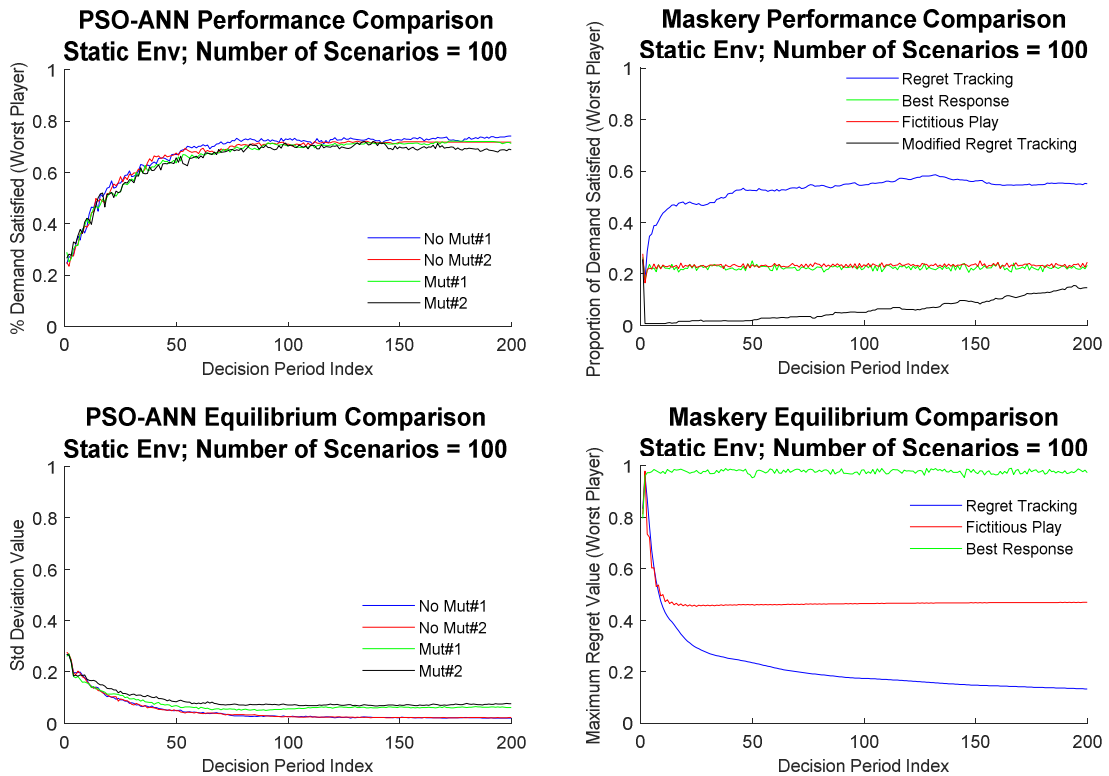 PSO-ANN Performance Comparison
Static Env; Number of Scenarios = 100
% Demand Satisfied (Worst Player)
1
0.8
0.6
0.4
0.2
0
No Mut#1
No Mut#2
Mut#1
Mut#2
0 50 100 150 200
Decision Period Index
Maskery Performance Comparison
Static Env; Number of Scenarios = 100
Proportion of Demand Satisfied (Worst Player)
1
0.8
0.6
0.4
0.2
0
Regret Tracking
Best Response
Fictitious Play
Modified Regret Tracking
0 50 100 150 200
Decision Period Index
PSO-ANN Equilibrium Comparison
Static Env; Number of Scenarios = 100
Std Deviation Value
1
0.8
0.6
0.4
0.2
0
No Mut#1
No Mut#2
Mut#1
Mut#2
0 50 100 150 200
Decision Period Index
Maskery Equilibrium Comparison
Static Env; Number of Scenarios = 100
Maximum Regret Value (Worst Player)
1
0.8
0.6
0.4
0.2
0
Regret Tracking
Fictitious Play
Best Response
0 50 100 150 200
Decision Period Index